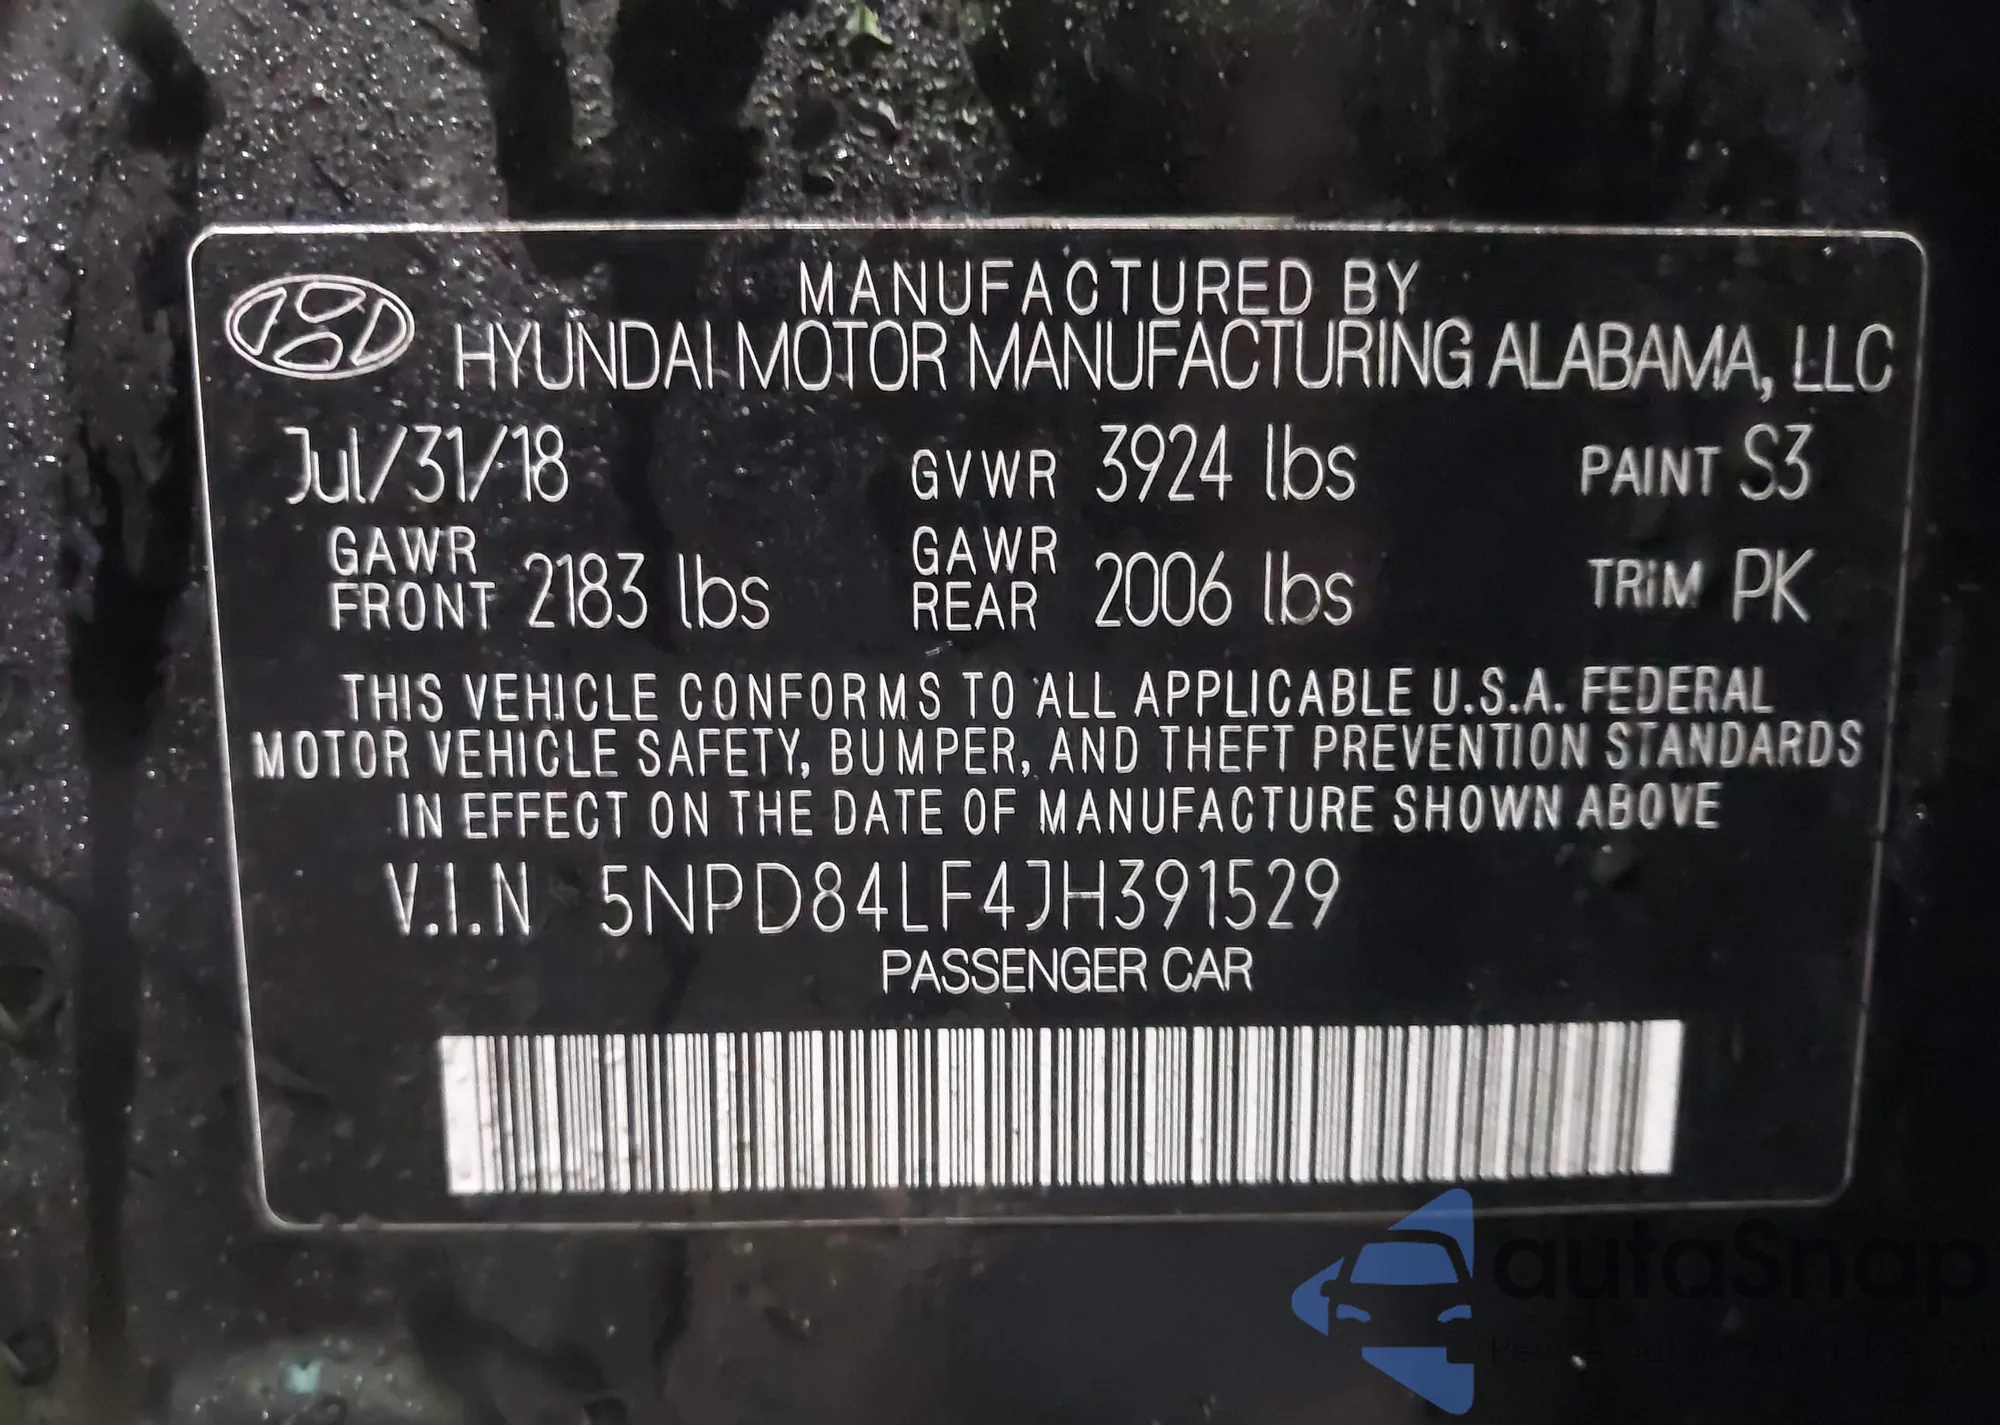 MANUFACTURED BY
HYUNDAI MOTOR MANUFACTURING ALABAMA, LLC
Jul/31/18 GVWR 3924 lbs PAINT S3
GAWR FRONT 2183 lbs GAWR REAR 2006 lbs TRiM PK
THIS VEHICLE CONFORMS TO ALL APPLICABLE U.S.A. FEDERAL
MOTOR VEHICLE SAFETY, BUMPER, AND THEFT PREVENTION STANDARDS
IN EFFECT ON THE DATE OF MANUFACTURE SHOWN ABOVE
V.I.N 5NPD84LF4JH391529
PASSENGER CAR
autaSnap